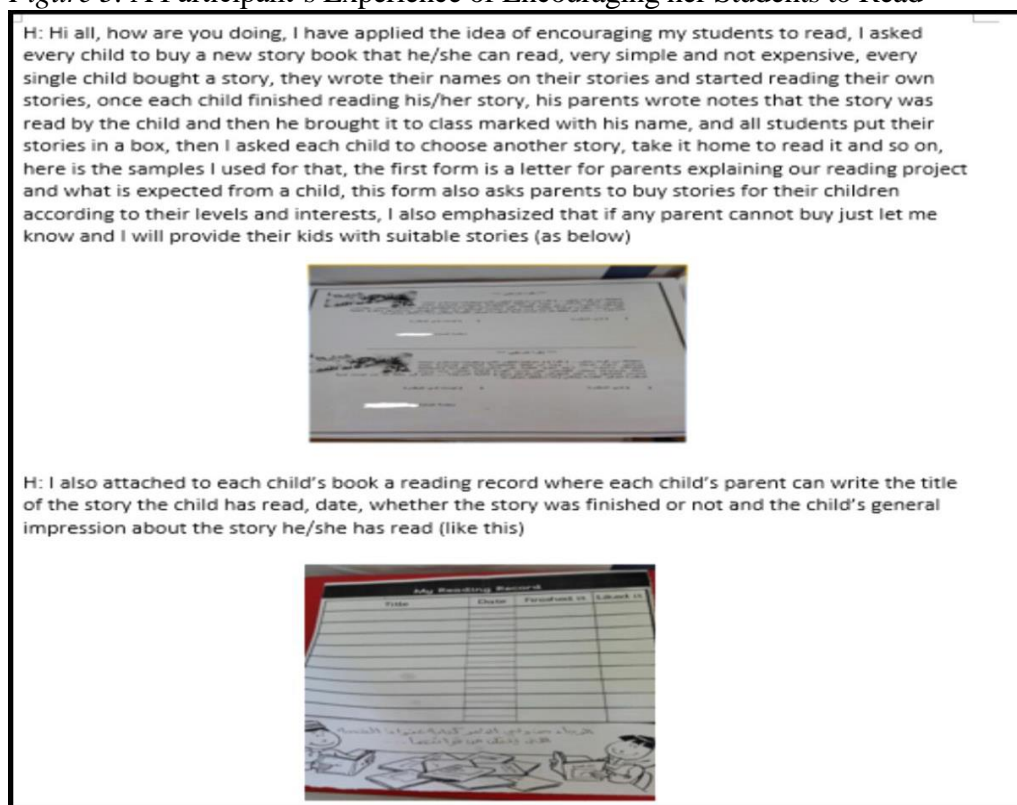 Figure 3: A Participant's Experience of Encouraging her Students to Read
H: Hi all, how are you doing, I have applied the idea of encouraging my students to read, I asked
every child to buy a new story book that he/she can read, very simple and not expensive, every
single child bought a story, they wrote their names on their stories and started reading their own
stories, once each child finished reading his/her story, his parents wrote notes that the story was
read by the child and then he brought it to class marked with his name, and all students put their
stories in a box, then I asked each child to choose another story, take it home to read it and so on,
here is the samples I used for that, the first form is a letter for parents explaining our reading project
and what is expected from a child, this form also asks parents to buy stories for their children
according to their levels and interests, I also emphasized that if any parent cannot buy just let me
know and I will provide their kids with suitable stories (as below)
H: I also attached to each child's book a reading record where each child's parent can write the title
of the story the child has read, date, whether the story was finished or not and the child's general
impression about the story he/she has read (like this)
My Reading Record
Title Date Finished it Liked it